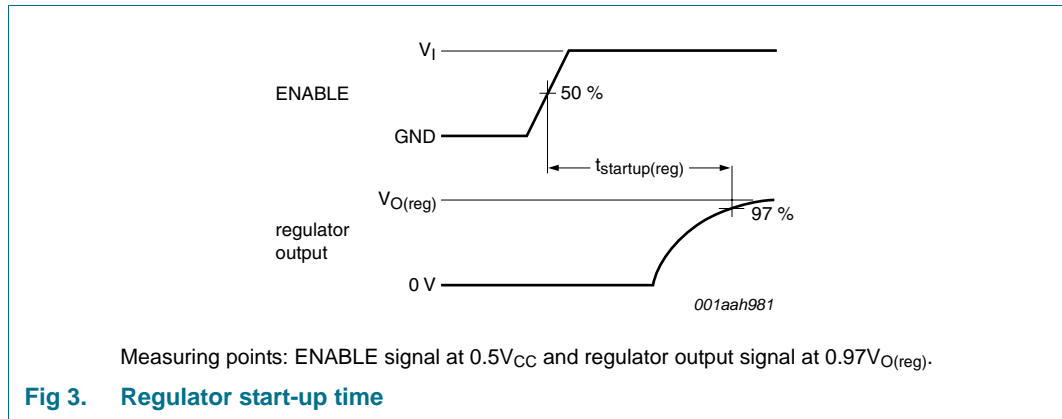 V_I
ENABLE
50 %
GND
t_startup(reg)
V_O(reg)
97 %
regulator
output
0 V
001aah981
Measuring points: ENABLE signal at 0.5V_CC and regulator output signal at 0.97V_O(reg).
Fig 3. Regulator start-up time